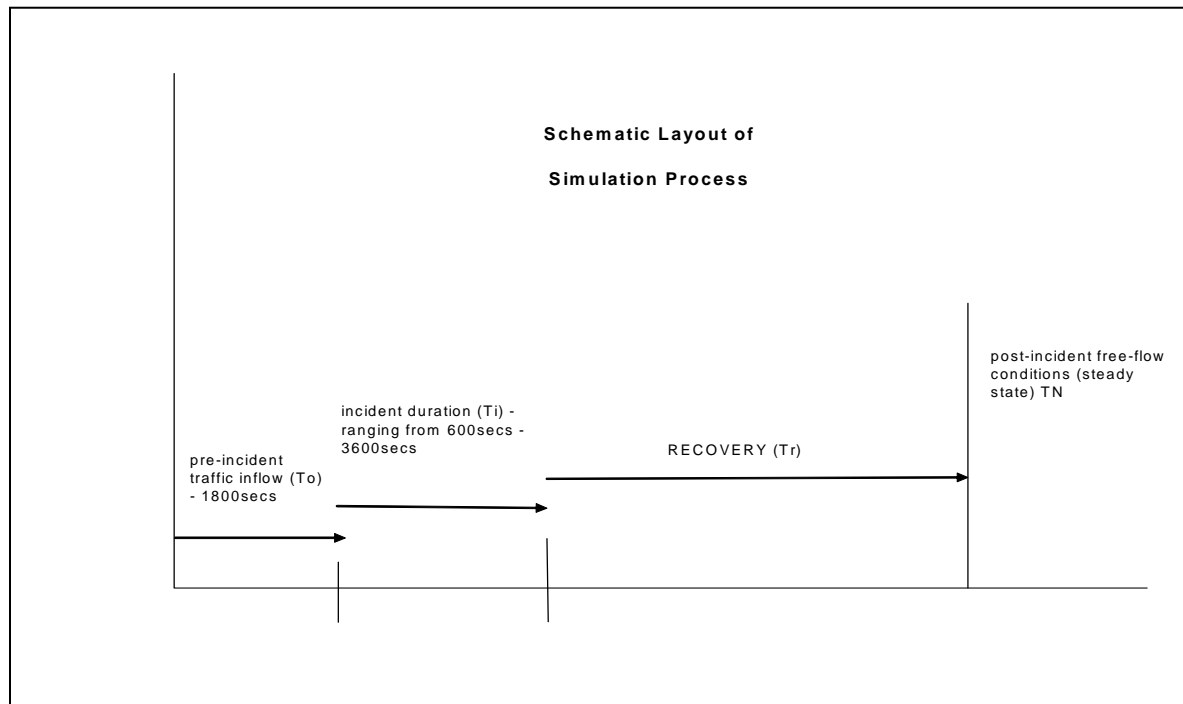 Schematic Layout of
Simulation Process
post-incident free-flow
conditions (steady
state) TN
incident duration (Ti) -
ranging from 600secs -
3600secs
RECOVERY (Tr)
pre-incident
traffic inflow (To)
- 1800secs